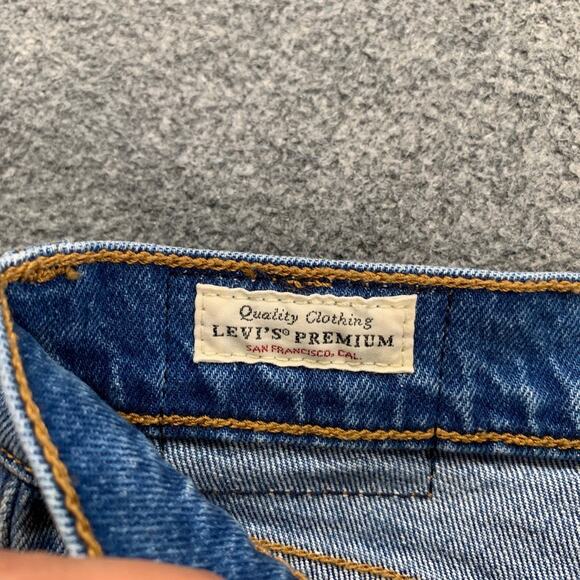 Quality Clothing
LEVI'S® PREMIUM
SAN FRANCISCO, CAL.